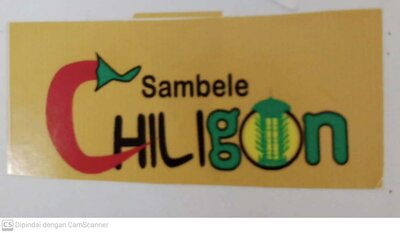 Sambele
CHILIgon
CS Dipindai dengan CamScanner